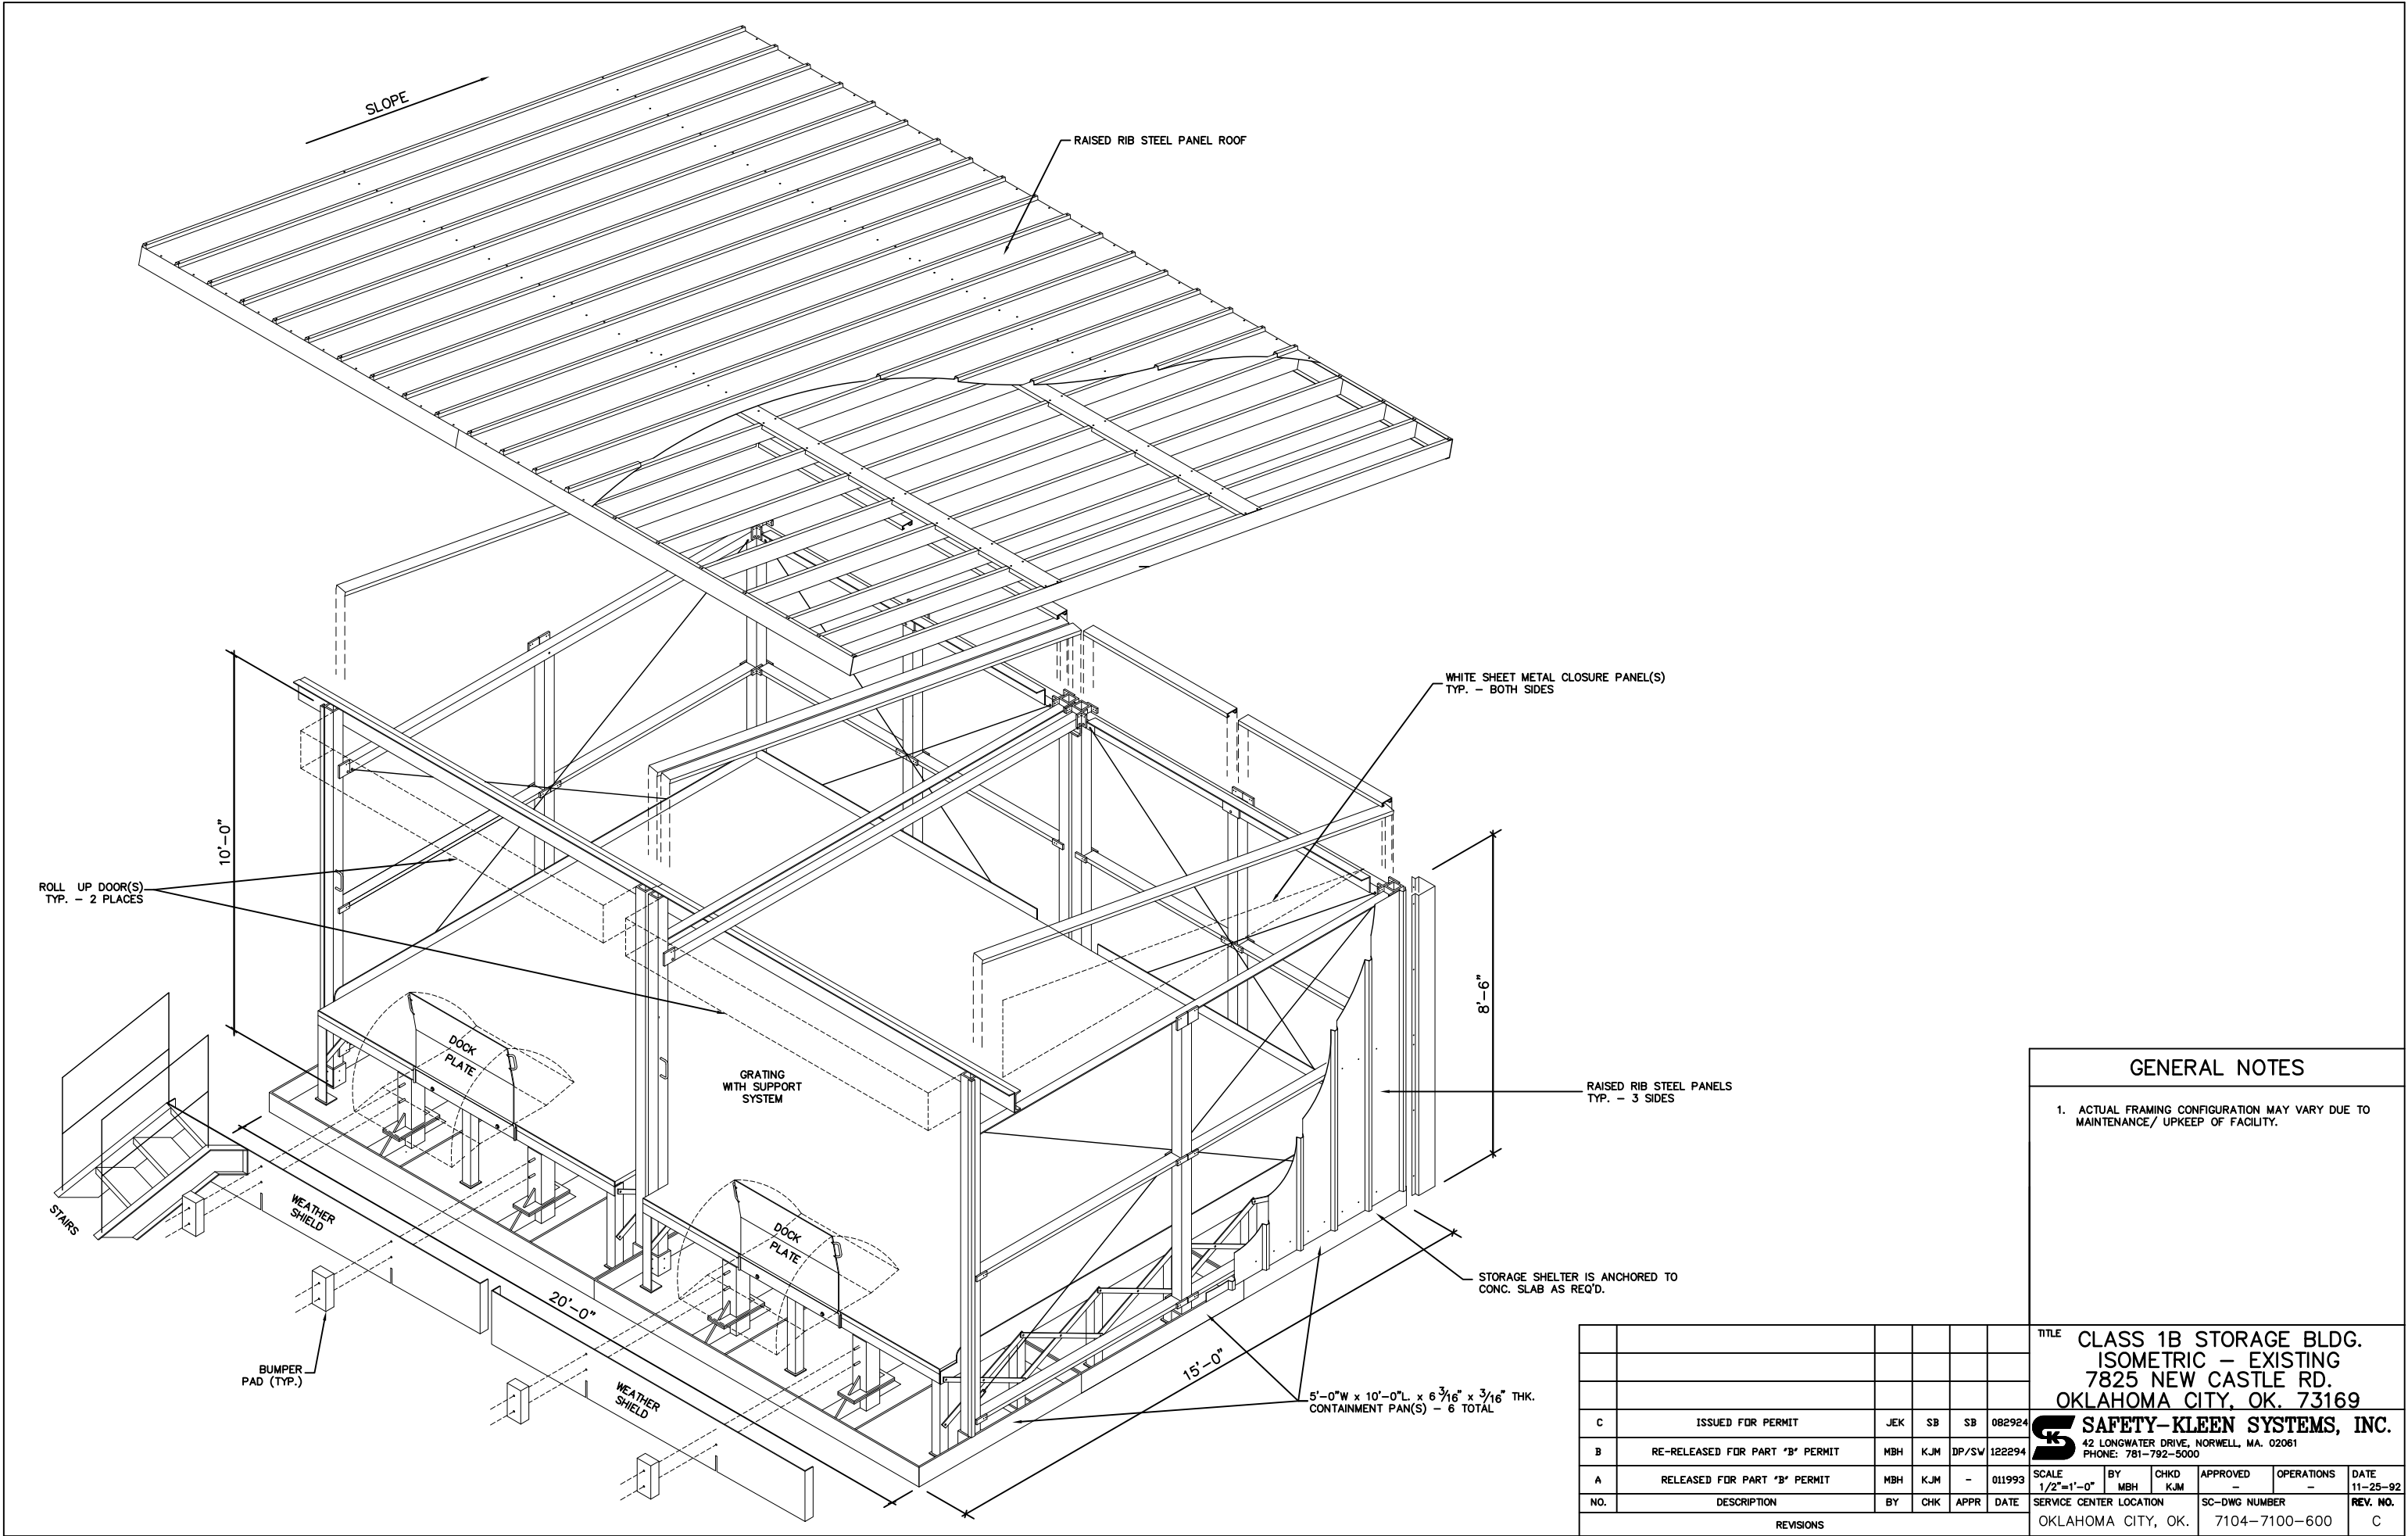 SLOPE
RAISED RIB STEEL PANEL ROOF
WHITE SHEET METAL CLOSURE PANEL(S)
TYP. - BOTH SIDES
10'-0"
ROLL UP DOOR(S)
TYP. - 2 PLACES
8'-6"
DOCK
PLATE
GRATING
WITH SUPPORT
SYSTEM
RAISED RIB STEEL PANELS
TYP. - 3 SIDES
STAIRS
WEATHER
SHIELD
DOCK
PLATE
STORAGE SHELTER IS ANCHORED TO
CONC. SLAB AS REQ'D.
20'-0"
BUMPER
PAD (TYP.)
WEATHER
SHIELD
15'-0"
5'-0"W x 10'-0"L. x 6 3/16" x 3/16" THK.
CONTAINMENT PAN(S) - 6 TOTAL
GENERAL NOTES
1. ACTUAL FRAMING CONFIGURATION MAY VARY DUE TO
MAINTENANCE/ UPKEEP OF FACILITY.
TITLE CLASS 1B STORAGE BLDG.
ISOMETRIC - EXISTING
7825 NEW CASTLE RD.
OKLAHOMA CITY, OK. 73169
SK SAFETY-KLEEN SYSTEMS, INC.
42 LONGWATER DRIVE, NORWELL, MA. 02061
PHONE: 781-792-5000
C ISSUED FOR PERMIT JEK SB SB 082924
B RE-RELEASED FOR PART "B" PERMIT MBH KJM DP/SW 122294
A RELEASED FOR PART "B" PERMIT MBH KJM - 011993
NO. DESCRIPTION BY CHK APPR DATE
REVISIONS
SCALE BY CHKD APPROVED OPERATIONS DATE
1/2"=1'-0" MBH KJM - - 11-25-92
SERVICE CENTER LOCATION SC-DWG NUMBER REV. NO.
OKLAHOMA CITY, OK. 7104-7100-600 C